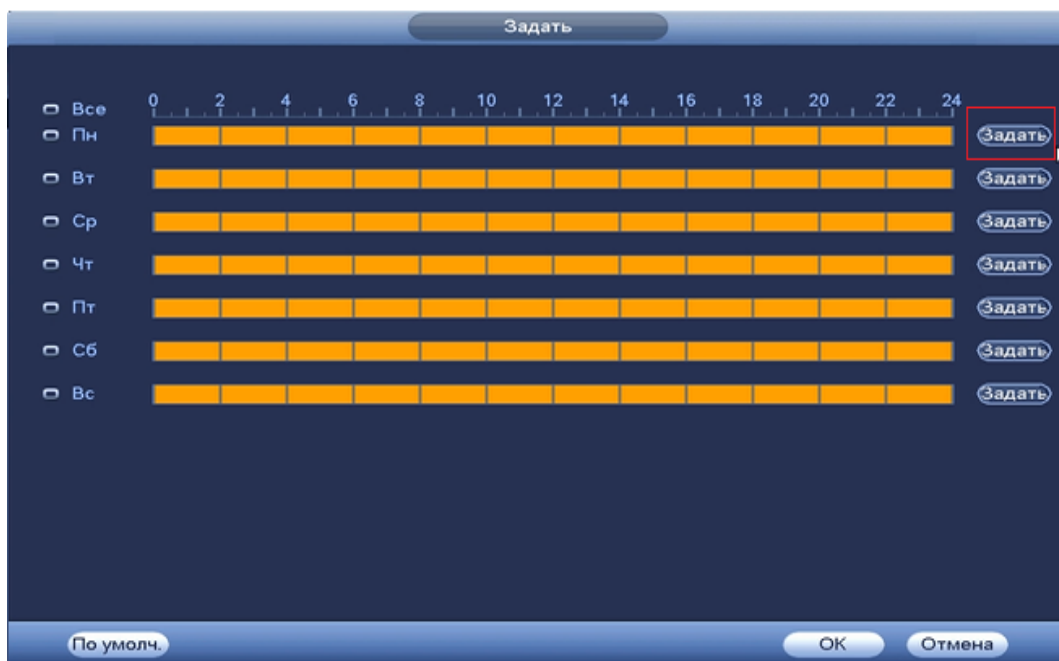 Задать
0 2 4 6 8 10 12 14 16 18 20 22 24
Все
Пн Задать
Вт Задать
Ср Задать
Чт Задать
Пт Задать
Сб Задать
Вс Задать
По умолч. OK Отмена